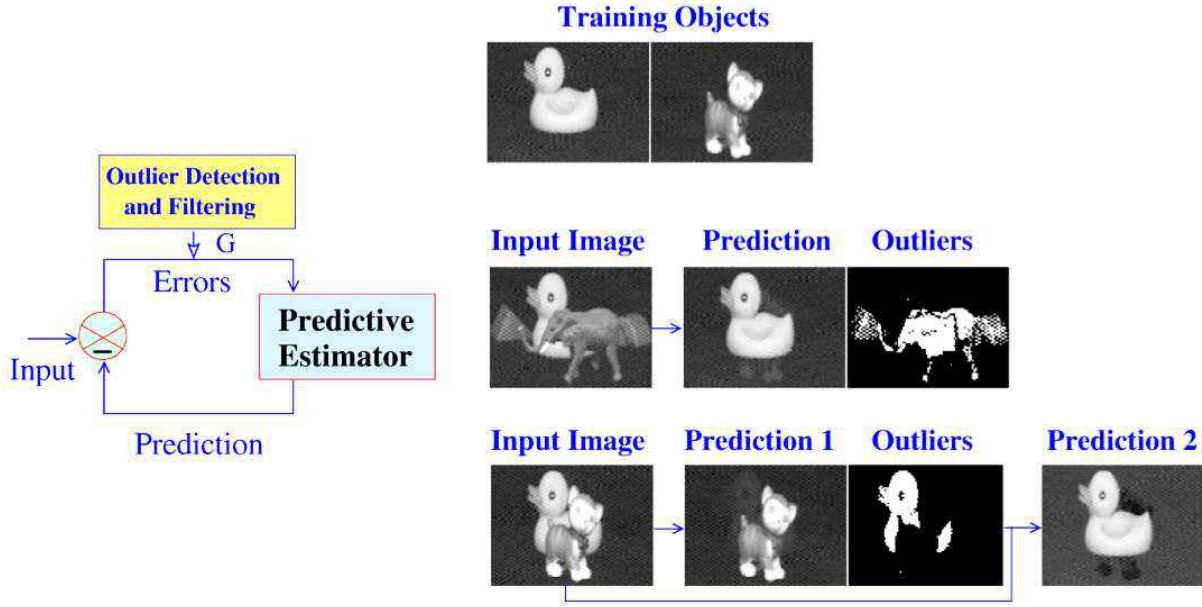 Training Objects
Outlier Detection
and Filtering
G
Errors
Predictive
Estimator
Input
Prediction
Input Image
Prediction
Outliers
Input Image
Prediction 1
Outliers
Prediction 2